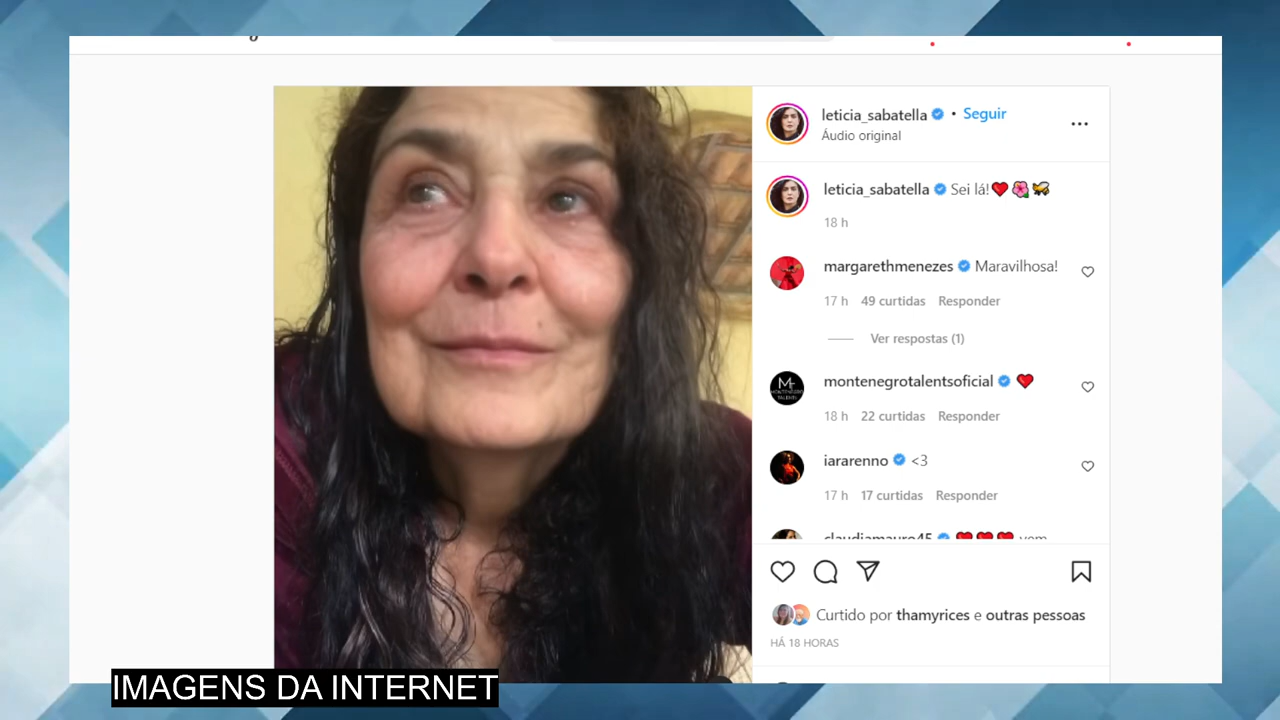 leticia_sabatella • Seguir
Áudio original
leticia_sabatella Sei lá!
18 h
margarethmenezes Maravilhosa!
17 h 49 curtidas Responder
Ver respostas (1)
montenegrotalentsoficial
18 h 22 curtidas Responder
iararenno <3
17 h 17 curtidas Responder
claudiamauro45 vem
Curtido por thamyrices e outras pessoas
HÁ 18 HORAS
IMAGENS DA INTERNET